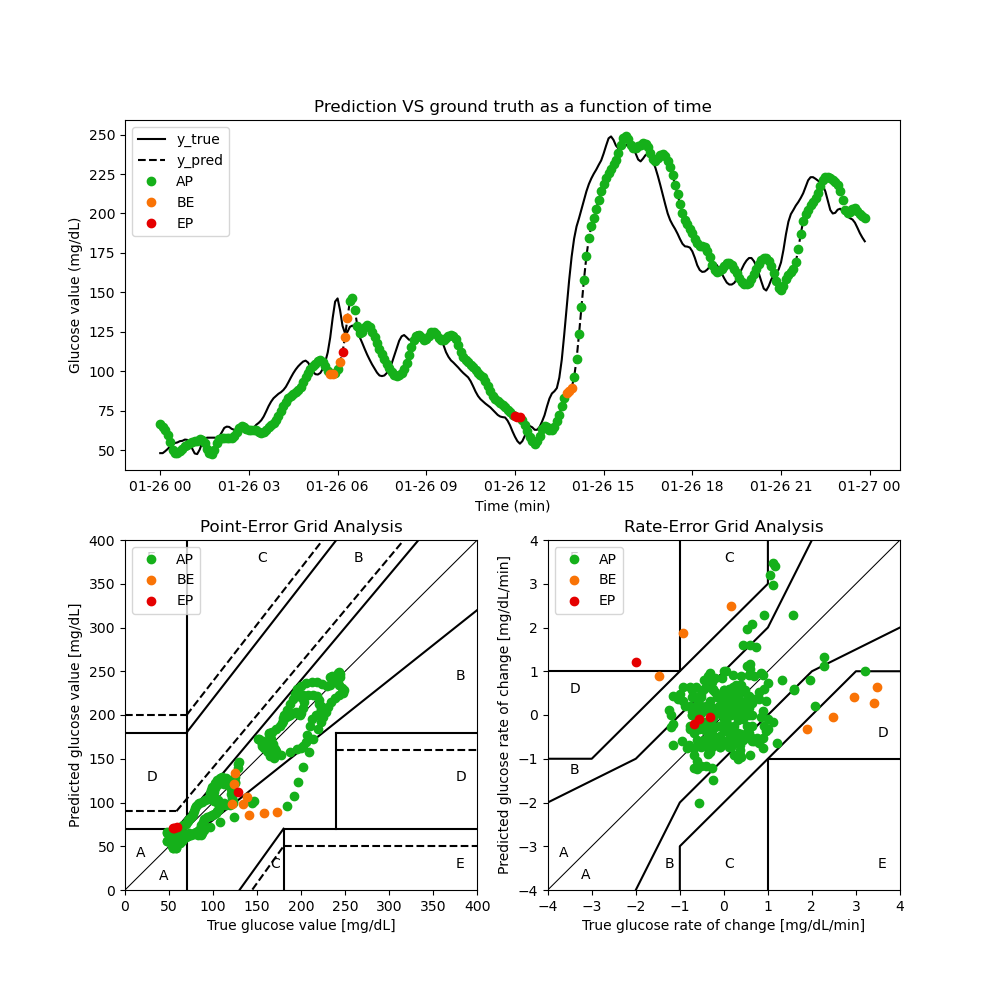 Prediction VS ground truth as a function of time
Glucose value (mg/dL)
250
225
200
175
150
125
100
75
50
y_true
y_pred
AP
BE
EP
01-26 00 01-26 03 01-26 06 01-26 09 01-26 12 01-26 15 01-26 18 01-26 21 01-27 00
Time (min)
Point-Error Grid Analysis
Predicted glucose value [mg/dL]
400
350
300
250
200
150
100
50
0
AP
BE
EP
C B
B
D D
A
A
C E
0 50 100 150 200 250 300 350 400
True glucose value [mg/dL]
Rate-Error Grid Analysis
Predicted glucose rate of change [mg/dL/min]
4
3
2
1
0
−1
−2
−3
−4
AP
BE
EP
C
D
D
B
A
A
B C E
−4 −3 −2 −1 0 1 2 3 4
True glucose rate of change [mg/dL/min]